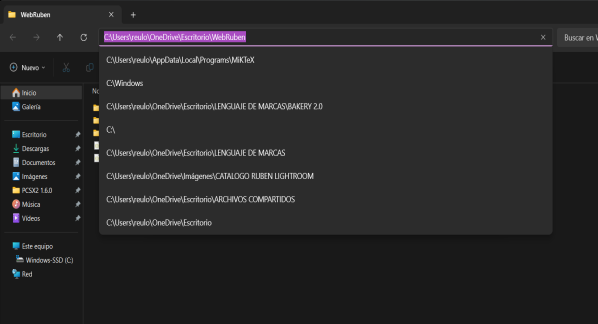 WebRuben
C:\Users\reulo\OneDrive\Escritorio\WebRuben
Buscar en W
Nuevo
C:\Users\reulo\AppData\Local\Programs\MiKTeX
C:\Windows
C:\Users\reulo\OneDrive\Escritorio\LENGUAJE DE MARCAS\BAKERY 2.0
C:\
C:\Users\reulo\OneDrive\Escritorio\LENGUAJE DE MARCAS
C:\Users\reulo\OneDrive\Imágenes\CATALOGO RUBEN LIGHTROOM
C:\Users\reulo\OneDrive\Escritorio\ARCHIVOS COMPARTIDOS
C:\Users\reulo\OneDrive\Escritorio
Inicio
No
Galería
Escritorio
Descargas
Documentos
Imágenes
PCSX2 1.6.0
Música
Vídeos
Este equipo
Windows-SSD (C:)
Red